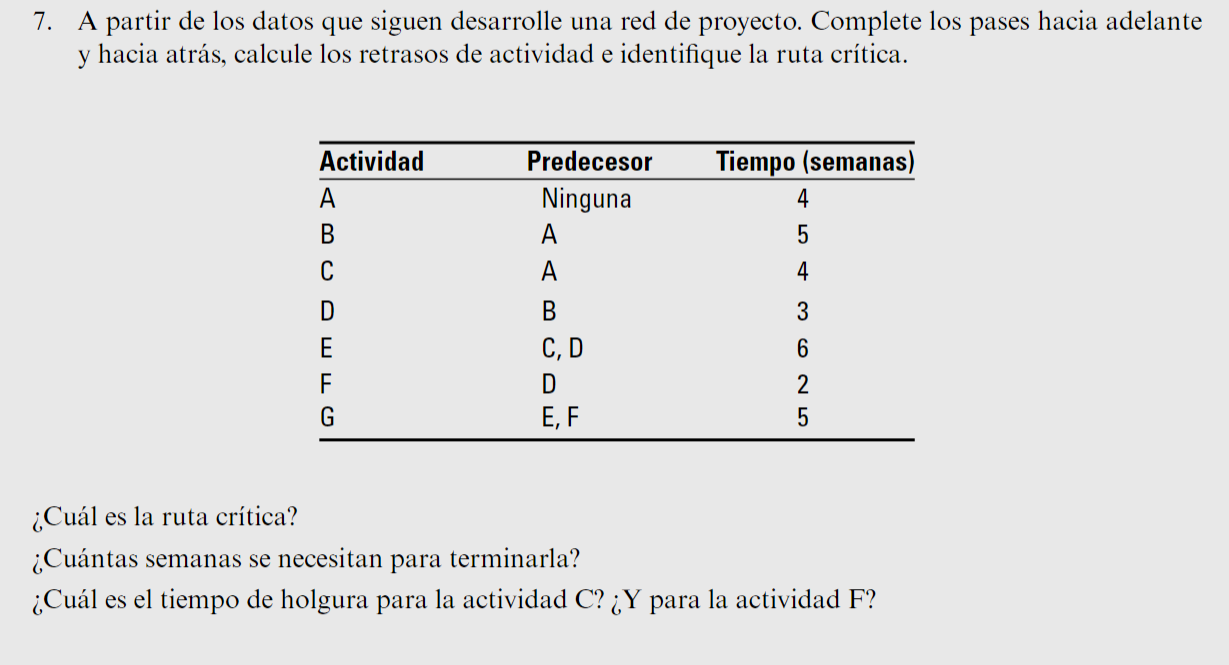 7. A partir de los datos que siguen desarrolle una red de proyecto. Complete los pases hacia adelante
y hacia atrás, calcule los retrasos de actividad e identifique la ruta crítica.
Actividad Predecesor Tiempo (semanas)
A Ninguna 4
B A 5
C A 4
D B 3
E C, D 6
F D 2
G E, F 5
¿Cuál es la ruta crítica?
¿Cuántas semanas se necesitan para terminarla?
¿Cuál es el tiempo de holgura para la actividad C? ¿Y para la actividad F?